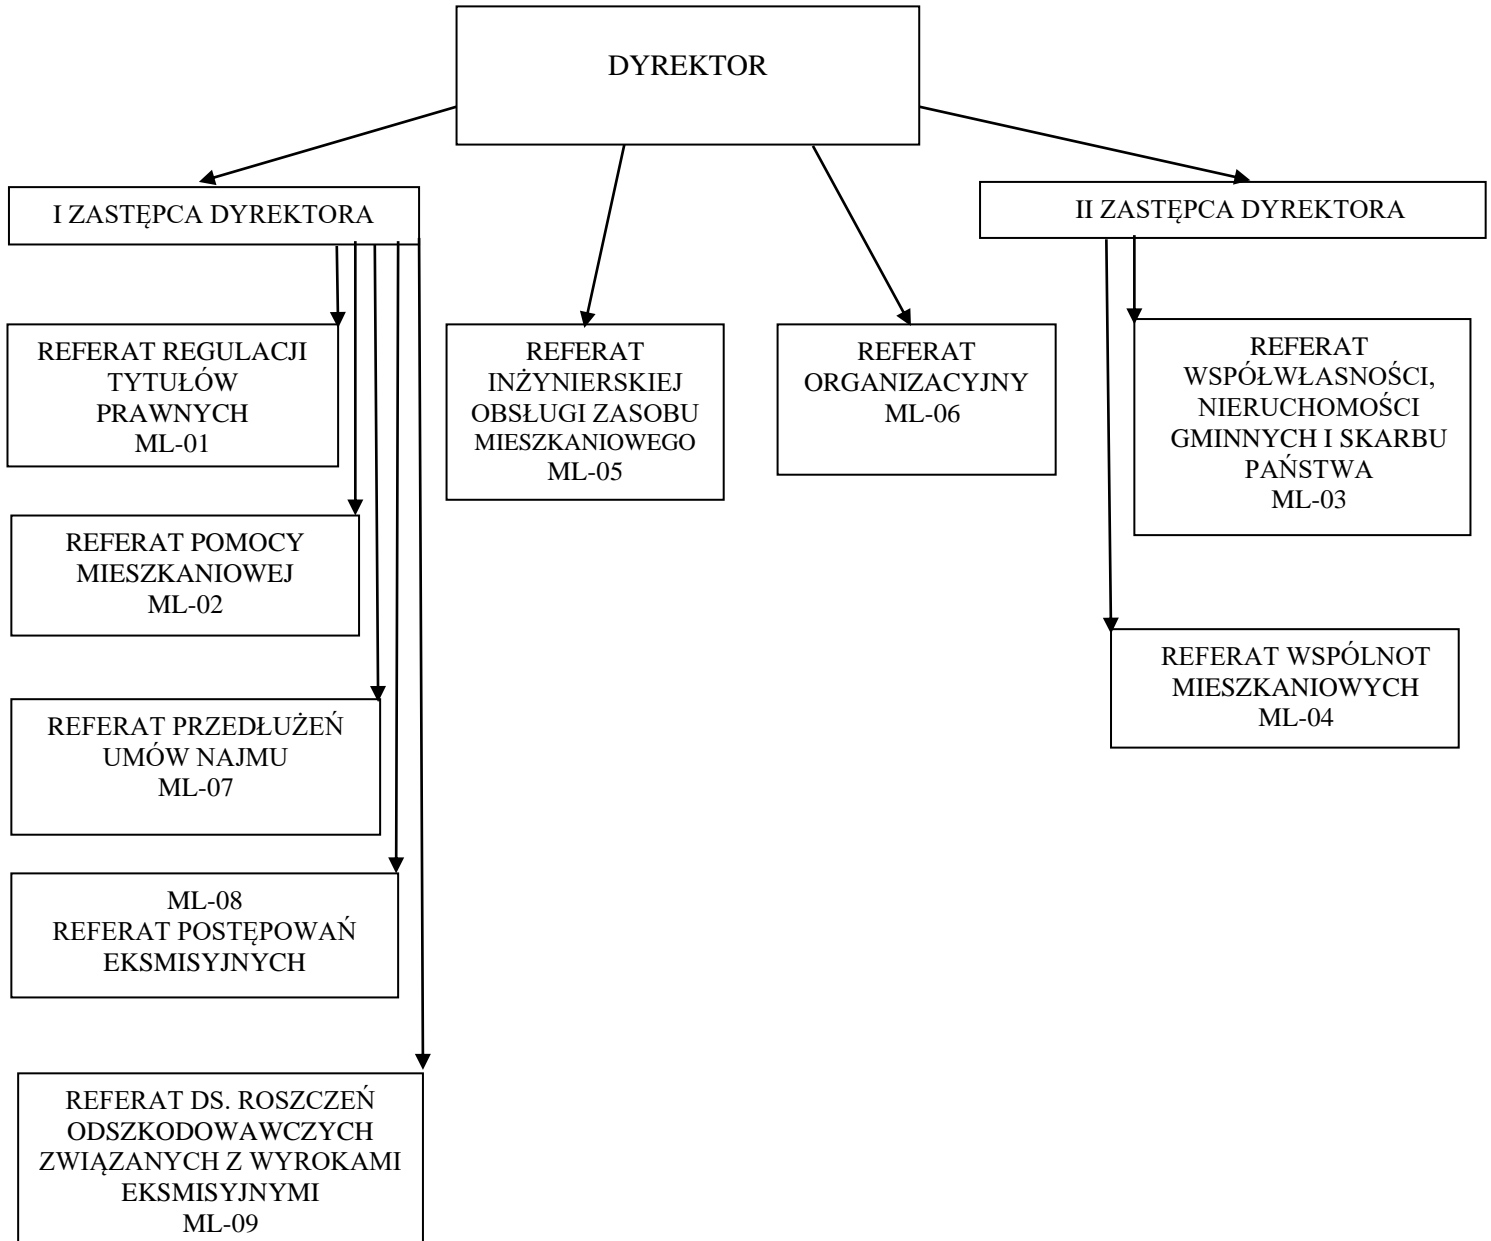 DYREKTOR
I ZASTĘPCA DYREKTORA
II ZASTĘPCA DYREKTORA
REFERAT REGULACJI
TYTUŁÓW
PRAWNYCH
ML-01
REFERAT
INŻYNIERSKIEJ
OBSŁUGI ZASOBU
MIESZKANIOWEGO
ML-05
REFERAT
ORGANIZACYJNY
ML-06
REFERAT
WSPÓŁWŁASNOŚCI,
NIERUCHOMOŚCI
GMINNYCH I SKARBU
PAŃSTWA
ML-03
REFERAT POMOCY
MIESZKANIOWEJ
ML-02
REFERAT WSPÓLNOT
MIESZKANIOWYCH
ML-04
REFERAT PRZEDŁUŻEŃ
UMÓW NAJMU
ML-07
ML-08
REFERAT POSTĘPOWAŃ
EKSMISYJNYCH
REFERAT DS. ROSZCZEŃ
ODSZKODOWAWCZYCH
ZWIĄZANYCH Z WYROKAMI
EKSMISYJNYMI
ML-09